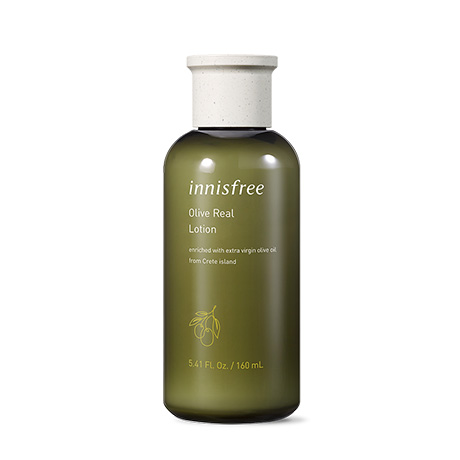 innisfree
Olive Real
Lotion
enriched with extra virgin olive oil
from Crete island
5.41 Fl. Oz. / 160 mL